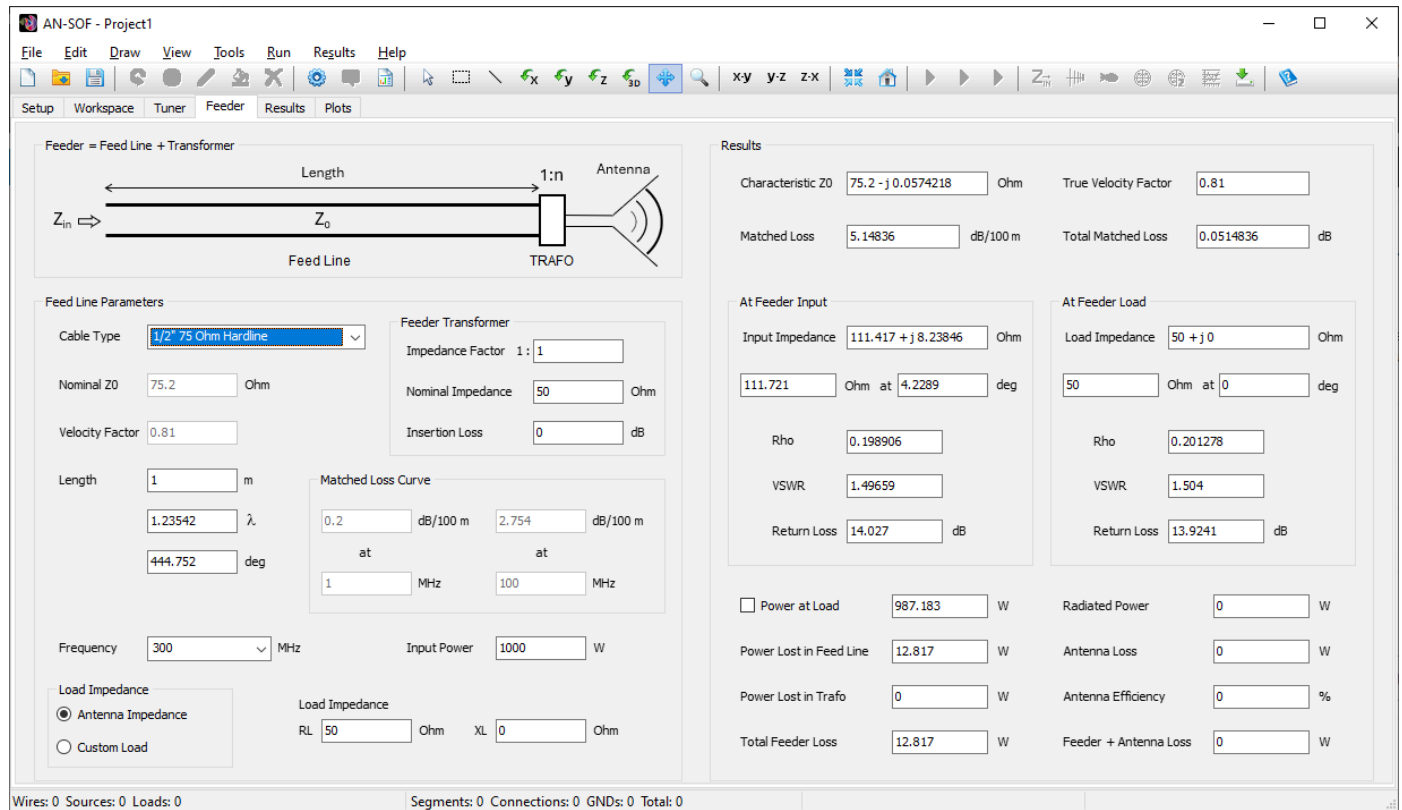 AN-SOF - Project1
File Edit Draw View Tools Run Results Help
x y z 3D x-y y-z z-x Zin
Setup Workspace Tuner Feeder Results Plots
Feeder = Feed Line + Transformer
Length 1:n Antenna
Zin Z0
Feed Line TRAFO
Feed Line Parameters
Cable Type 1/2" 75 Ohm Hardline
Nominal Z0 75.2 Ohm
Velocity Factor 0.81
Length 1 m
1.23542 λ
444.752 deg
Feeder Transformer
Impedance Factor 1 : 1
Nominal Impedance 50 Ohm
Insertion Loss 0 dB
Matched Loss Curve
0.2 dB/100 m 2.754 dB/100 m
at at
1 MHz 100 MHz
Frequency 300 MHz Input Power 1000 W
Load Impedance
Antenna Impedance
Custom Load
Load Impedance
RL 50 Ohm XL 0 Ohm
Results
Characteristic Z0 75.2 - j 0.0574218 Ohm True Velocity Factor 0.81
Matched Loss 5.14836 dB/100 m Total Matched Loss 0.0514836 dB
At Feeder Input
Input Impedance 111.417 + j 8.23846 Ohm
111.721 Ohm at 4.2289 deg
Rho 0.198906
VSWR 1.49659
Return Loss 14.027 dB
At Feeder Load
Load Impedance 50 + j 0 Ohm
50 Ohm at 0 deg
Rho 0.201278
VSWR 1.504
Return Loss 13.9241 dB
Power at Load 987.183 W Radiated Power 0 W
Power Lost in Feed Line 12.817 W Antenna Loss 0 W
Power Lost in Trafo 0 W Antenna Efficiency 0 %
Total Feeder Loss 12.817 W Feeder + Antenna Loss 0 W
Wires: 0 Sources: 0 Loads: 0 Segments: 0 Connections: 0 GNDs: 0 Total: 0